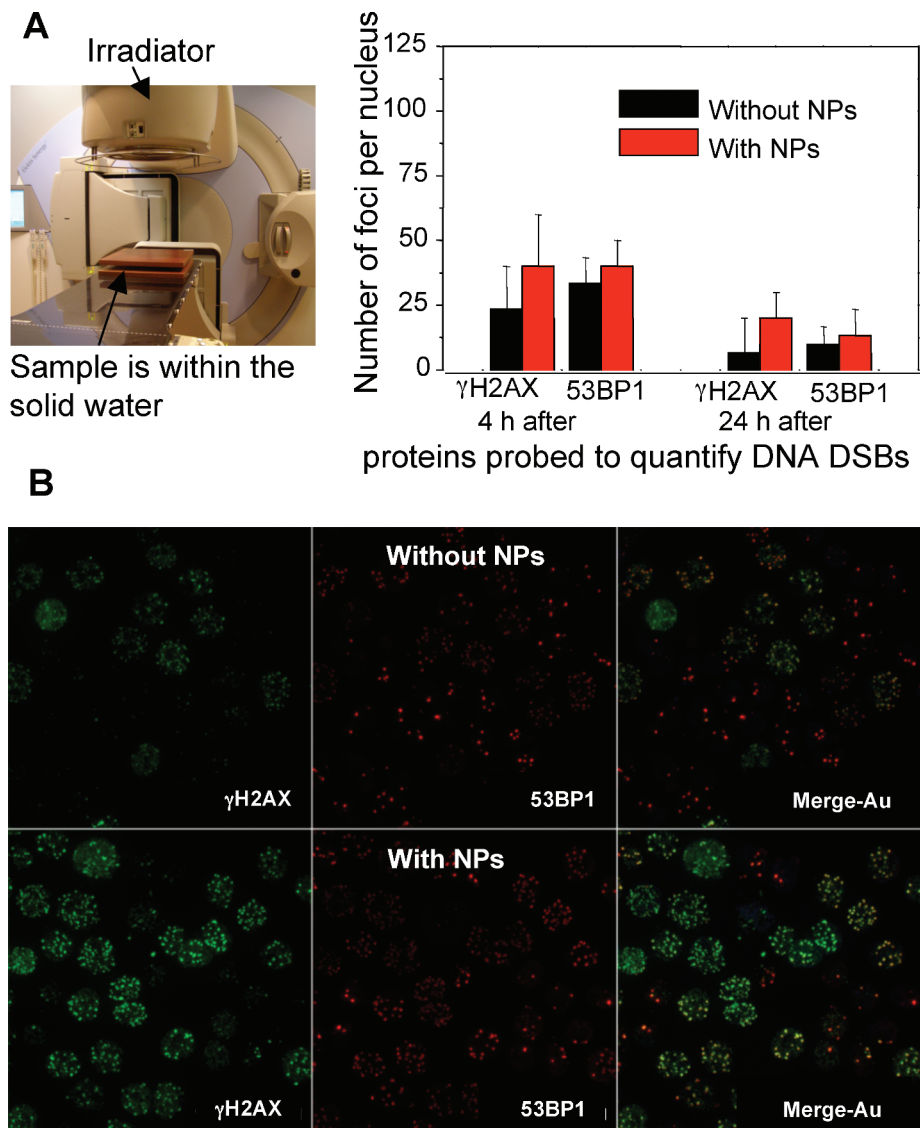 A
Irradiator
Sample is within the
solid water
Number of foci per nucleus
125
100
75
50
25
0
Without NPs
With NPs
γH2AX 53BP1 γH2AX 53BP1
4 h after 24 h after
proteins probed to quantify DNA DSBs
B
Without NPs
γH2AX
53BP1
Merge-Au
With NPs
γH2AX
53BP1
Merge-Au